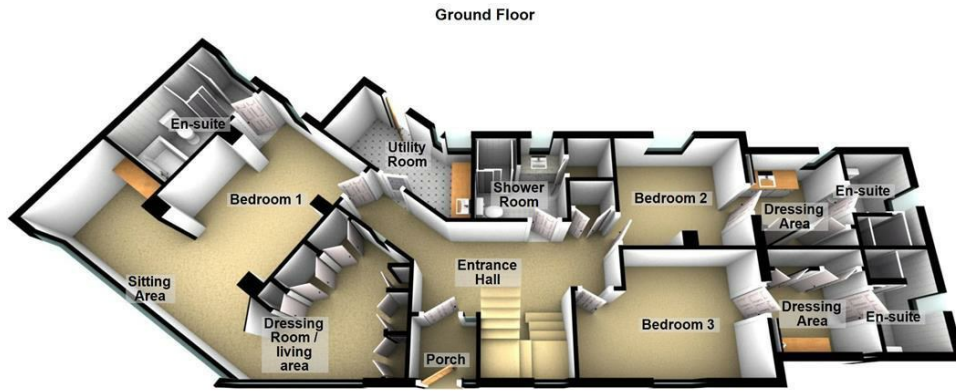 Ground Floor
En-suite
Utility
Room
Shower
Room
Bedroom 1
Bedroom 2
En-suite
Dressing
Area
Sitting
Area
Entrance
Hall
Dressing
Room /
living
area
Porch
Bedroom 3
Dressing
Area
En-suite